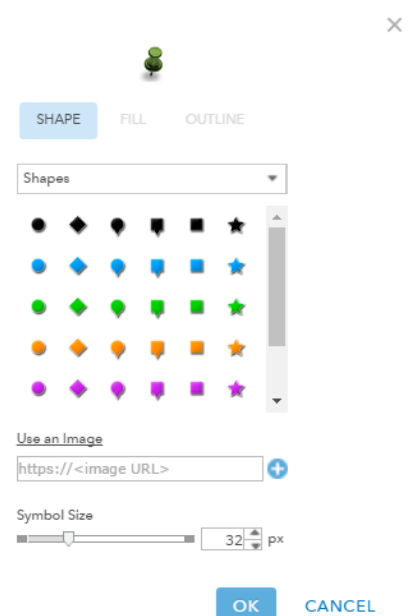 SHAPE FILL OUTLINE
Shapes
Use an Image
https://<image URL>
Symbol Size
32 px
OK CANCEL